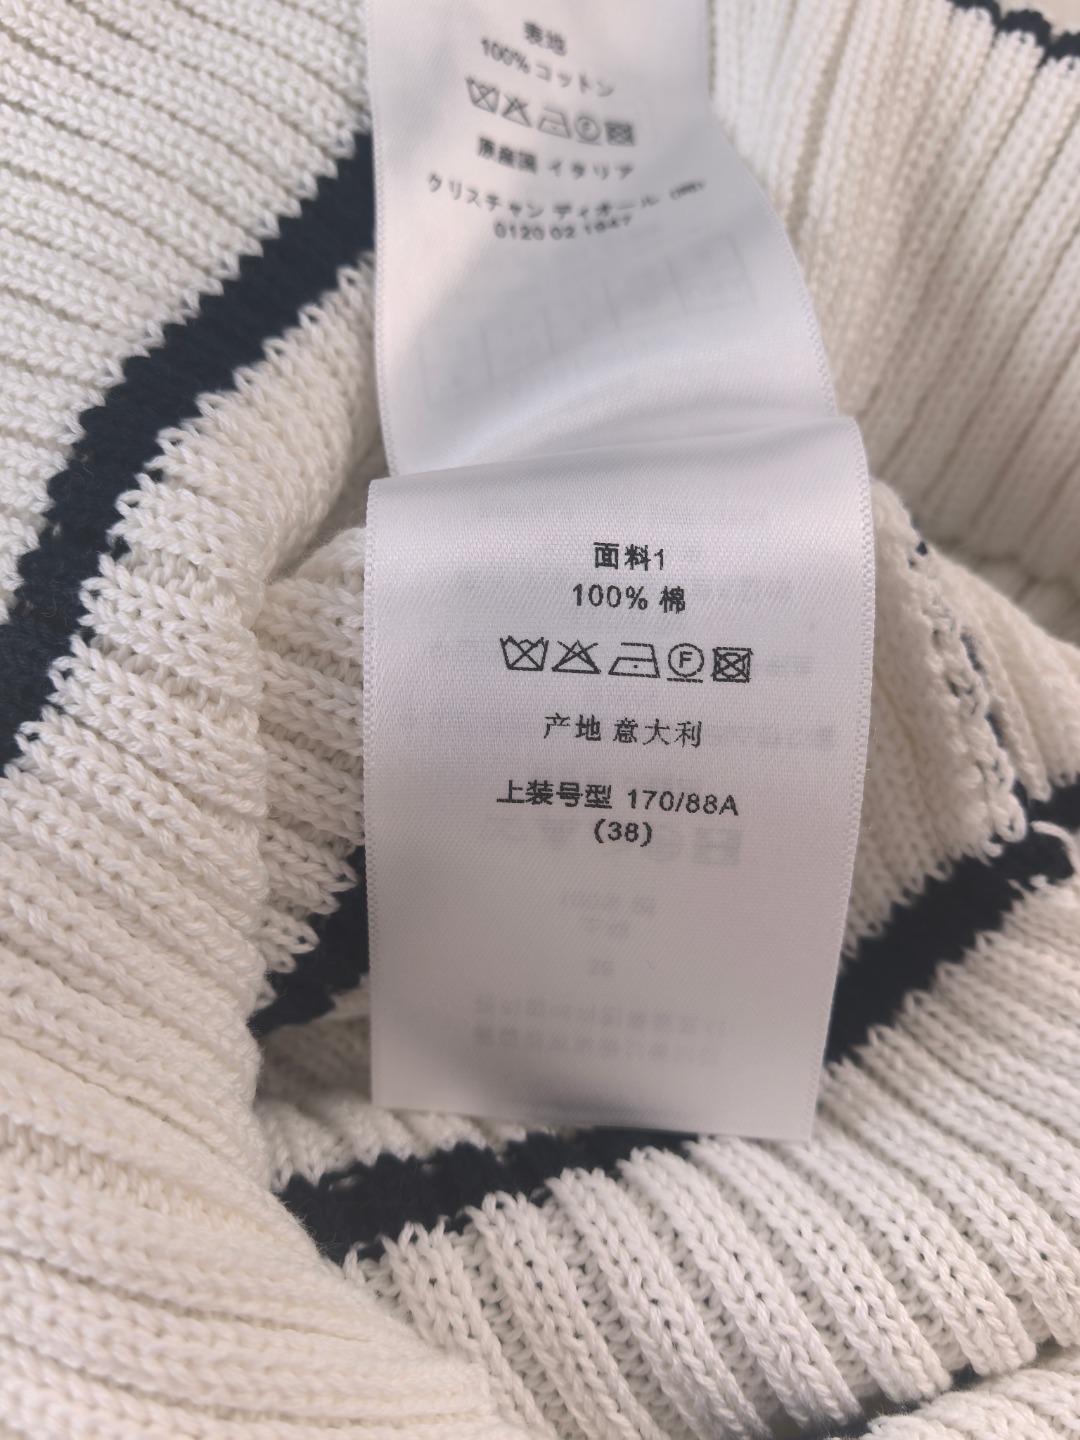 表地
100%コットン
原産国 イタリア
クリスチャン ディオール
0120 02 1947
面料1
100% 棉
F
产地 意大利
上装号型 170/88A
(38)